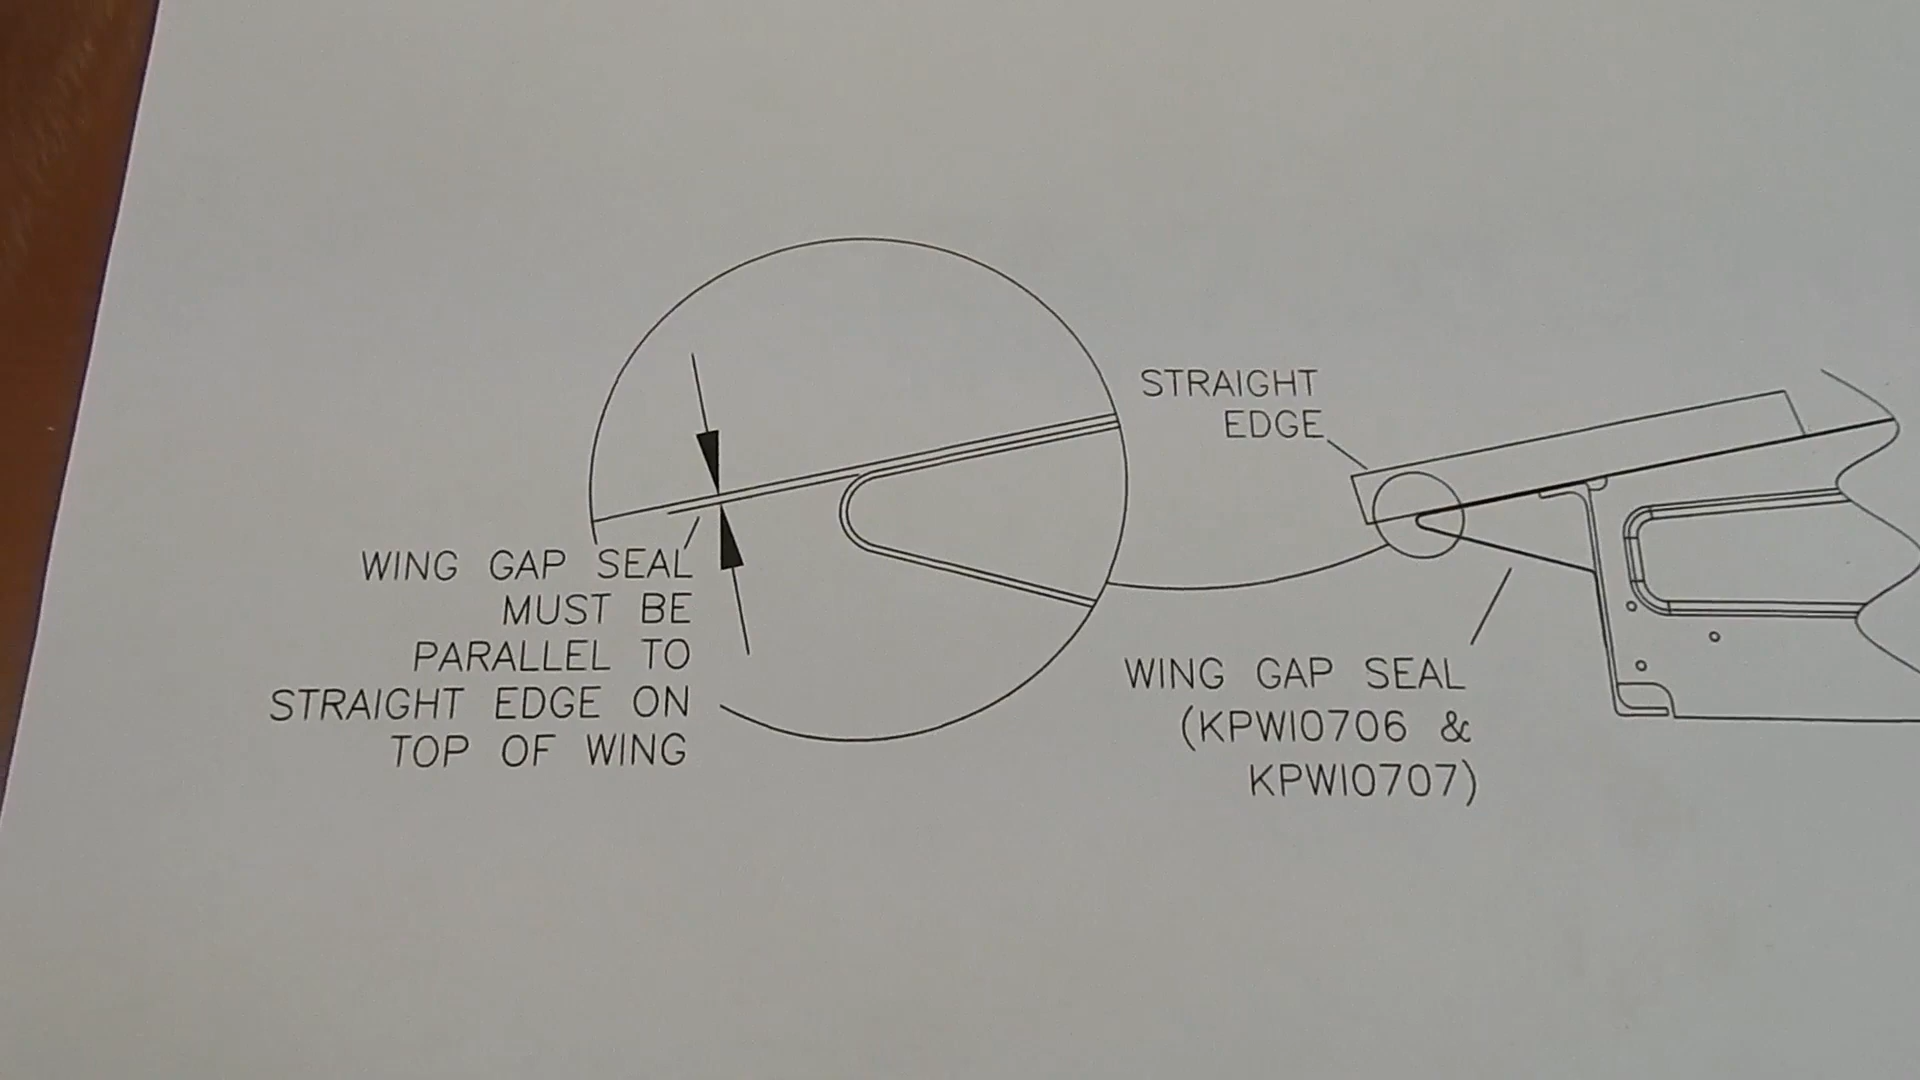 STRAIGHT
EDGE
WING GAP SEAL
MUST BE
PARALLEL TO
STRAIGHT EDGE ON
TOP OF WING
WING GAP SEAL
(KPWI0706 &
KPWI0707)